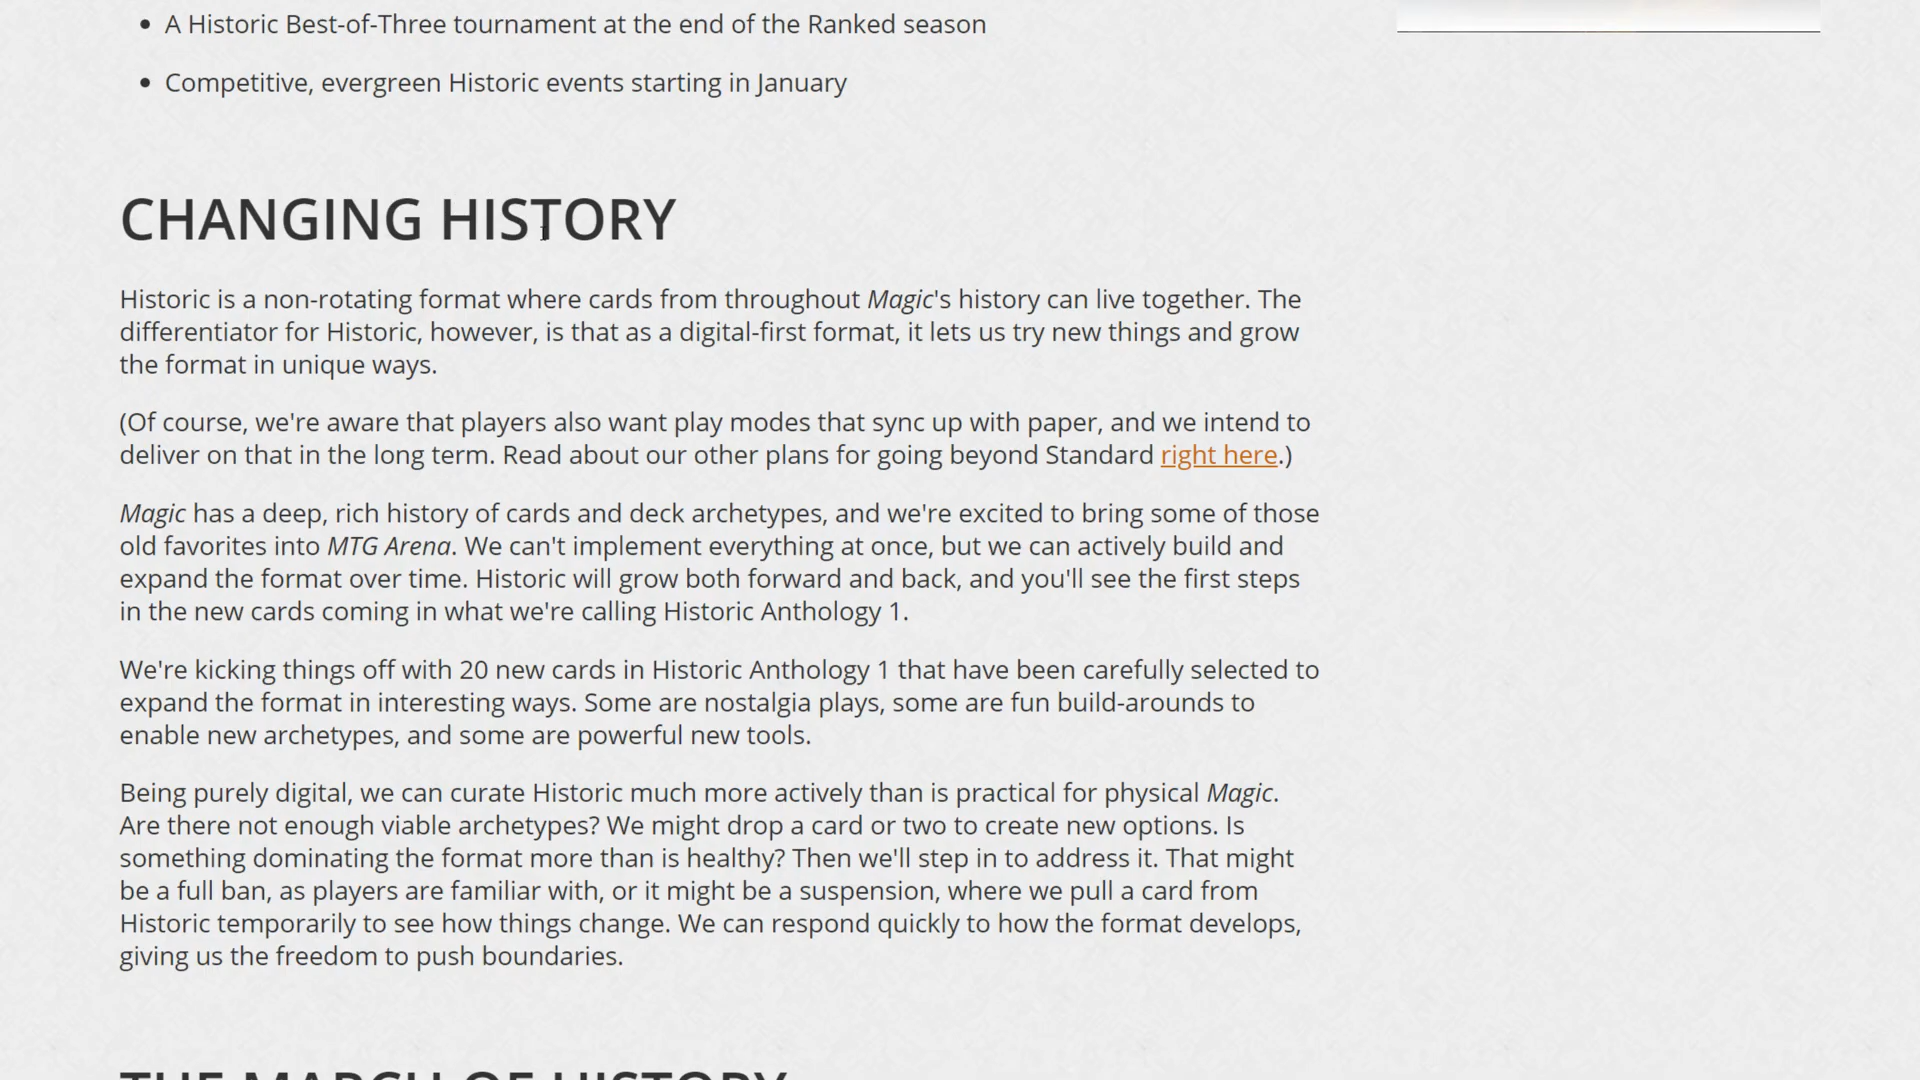 A Historic Best-of-Three tournament at the end of the Ranked season
Competitive, evergreen Historic events starting in January
CHANGING HISTORY
Historic is a non-rotating format where cards from throughout Magic's history can live together. The
differentiator for Historic, however, is that as a digital-first format, it lets us try new things and grow
the format in unique ways.
(Of course, we're aware that players also want play modes that sync up with paper, and we intend to
deliver on that in the long term. Read about our other plans for going beyond Standard right here.)
Magic has a deep, rich history of cards and deck archetypes, and we're excited to bring some of those
old favorites into MTG Arena. We can't implement everything at once, but we can actively build and
expand the format over time. Historic will grow both forward and back, and you'll see the first steps
in the new cards coming in what we're calling Historic Anthology 1.
We're kicking things off with 20 new cards in Historic Anthology 1 that have been carefully selected to
expand the format in interesting ways. Some are nostalgia plays, some are fun build-arounds to
enable new archetypes, and some are powerful new tools.
Being purely digital, we can curate Historic much more actively than is practical for physical Magic.
Are there not enough viable archetypes? We might drop a card or two to create new options. Is
something dominating the format more than is healthy? Then we'll step in to address it. That might
be a full ban, as players are familiar with, or it might be a suspension, where we pull a card from
Historic temporarily to see how things change. We can respond quickly to how the format develops,
giving us the freedom to push boundaries.
THE MARCH OF HISTORY